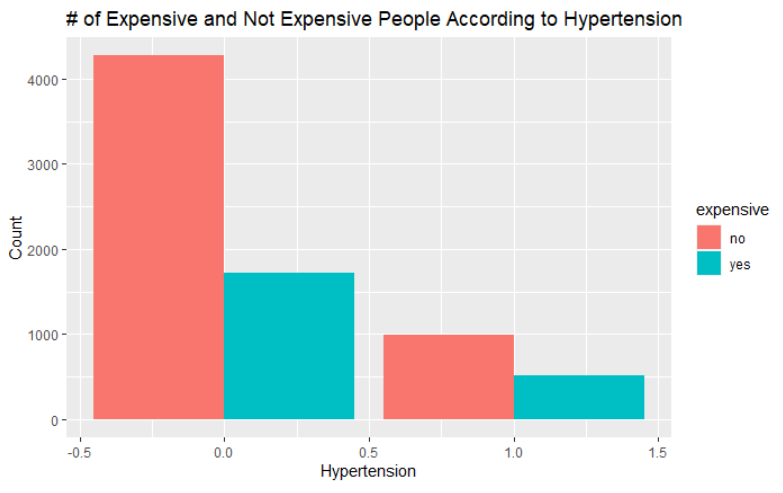 # of Expensive and Not Expensive People According to Hypertension
4000
3000
2000
1000
0
Count
-0.5
0.0
0.5
1.0
1.5
Hypertension
expensive
no
yes